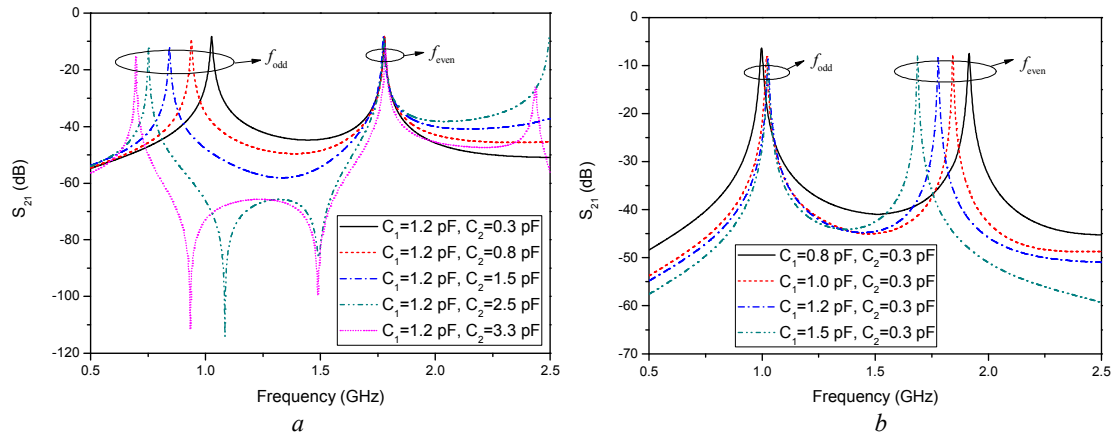 0
-20
-40
-60
-80
-100
-120
S21 (dB)
fodd
feven
C1=1.2 pF, C2=0.3 pF
C1=1.2 pF, C2=0.8 pF
C1=1.2 pF, C2=1.5 pF
C1=1.2 pF, C2=2.5 pF
C1=1.2 pF, C2=3.3 pF
0.5 1.0 1.5 2.0 2.5
Frequency (GHz)
a
0
-10
-20
-30
-40
-50
-60
-70
S21 (dB)
fodd
feven
C1=0.8 pF, C2=0.3 pF
C1=1.0 pF, C2=0.3 pF
C1=1.2 pF, C2=0.3 pF
C1=1.5 pF, C2=0.3 pF
0.5 1.0 1.5 2.0 2.5
Frequency (GHz)
b